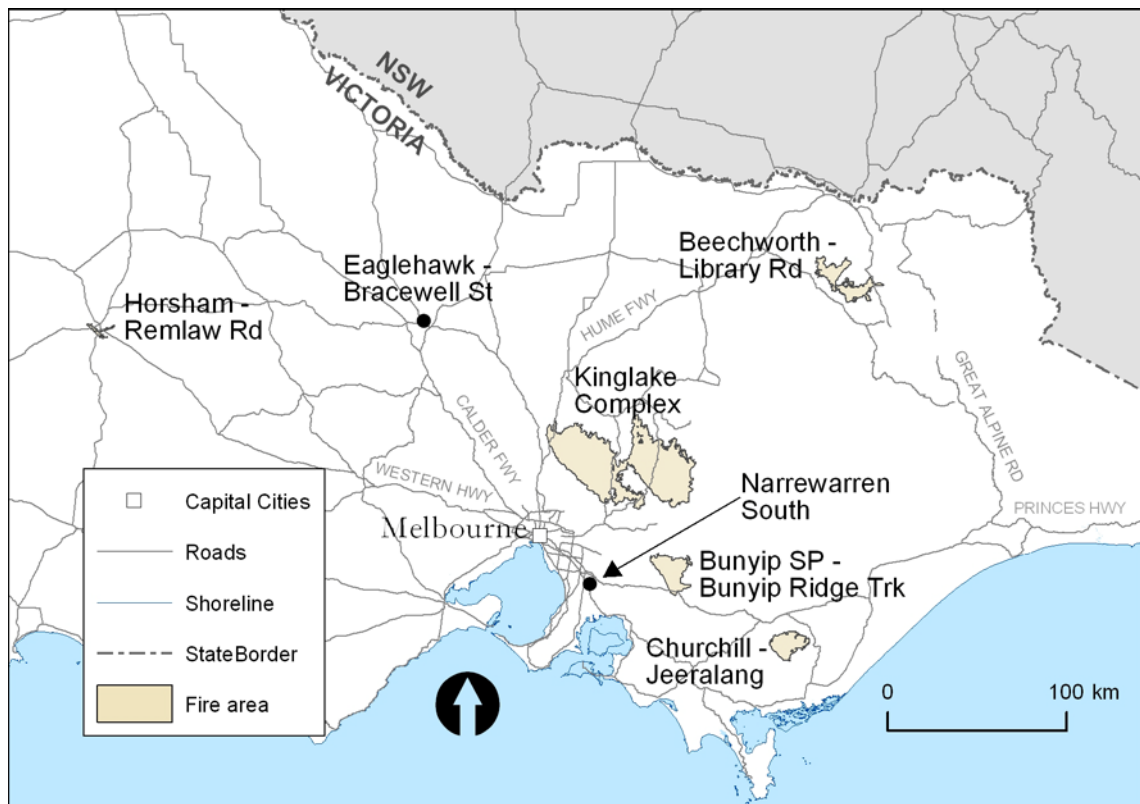 NSW
VICTORIA
Beechworth -
Library Rd
Eaglehawk -
Bracewell St
Horsham -
Remlaw Rd
HUME FWY
Kinglake
Complex
GREAT ALPINE RD
CALDER FWY
WESTERN HWY
Narrewarren
South
PRINCES HWY
Melbourne
Bunyip SP -
Bunyip Ridge Trk
Churchill -
Jeeralang
Capital Cities
Roads
Shoreline
StateBorder
Fire area
0 100 km